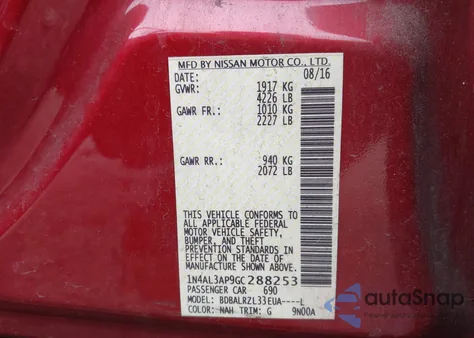 MFD BY NISSAN MOTOR CO., LTD.
DATE: 08/16
GVWR: 1917 KG
4226 LB
GAWR FR.: 1010 KG
2227 LB
GAWR RR.: 940 KG
2072 LB
THIS VEHICLE CONFORMS TO
ALL APPLICABLE FEDERAL
MOTOR VEHICLE SAFETY,
BUMPER, AND THEFT
PREVENTION STANDARDS IN
EFFECT ON THE DATE OF
MANUFACTURE SHOWN ABOVE.
1N4AL3AP9GC288253
PASSENGER CAR 690
MODEL: BDBALRZL33EUA----L
COLOR: NAH TRIM: G 9N00A
autoSnap